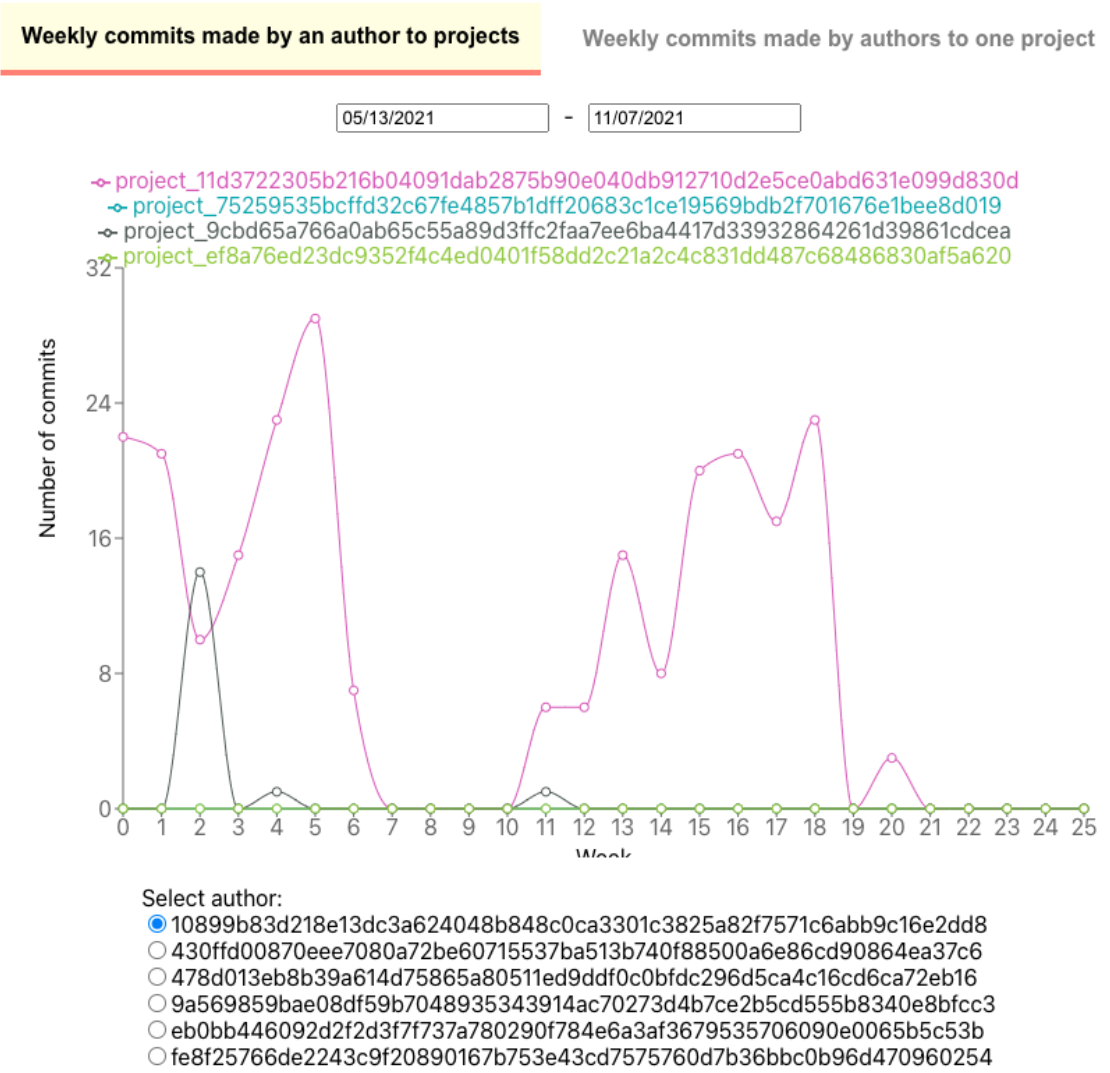 Weekly commits made by an author to projects
Weekly commits made by authors to one project
05/13/2021 - 11/07/2021
project_11d3722305b216b04091dab2875b90e040db912710d2e5ce0abd631e099d830d
project_75259535bcffd32c67fe4857b1dff20683c1ce19569bdb2f701676e1bee8d019
project_9cbd65a766a0ab65c55a89d3ffc2faa7ee6ba4417d33932864261d39861cdcea
project_ef8a76ed23dc9352f4c4ed0401f58dd2c21a2c4c831dd487c68486830af5a620
32
24
16
8
0
Number of commits
0 1 2 3 4 5 6 7 8 9 10 11 12 13 14 15 16 17 18 19 20 21 22 23 24 25
Week
Select author:
10899b83d218e13dc3a624048b848c0ca3301c3825a82f7571c6abb9c16e2dd8
430ffd00870eee7080a72be60715537ba513b740f88500a6e86cd90864ea37c6
478d013eb8b39a614d75865a80511ed9ddf0c0bfdc296d5ca4c16cd6ca72eb16
9a569859bae08df59b7048935343914ac70273d4b7ce2b5cd555b8340e8bfcc3
eb0bb446092d2f2d3f7f737a780290f784e6a3af3679535706090e0065b5c53b
fe8f25766de2243c9f20890167b753e43cd7575760d7b36bbc0b96d470960254